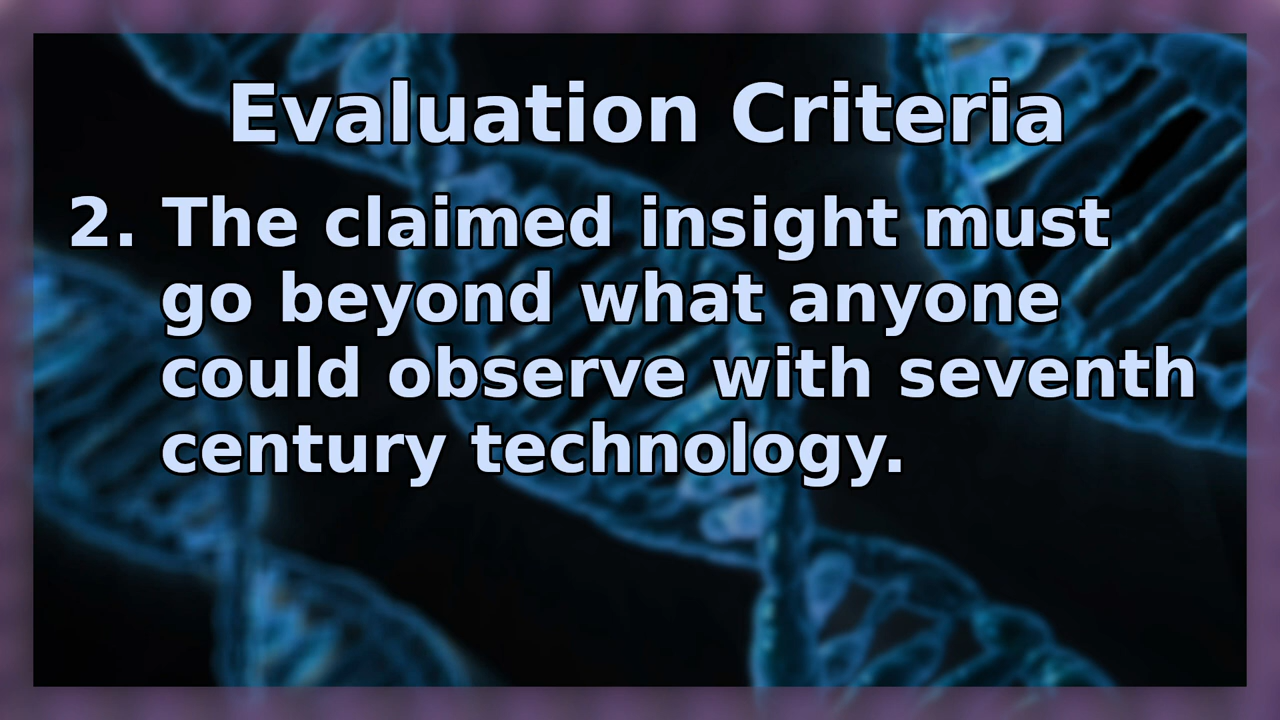 Evaluation Criteria
2. The claimed insight must
go beyond what anyone
could observe with seventh
century technology.